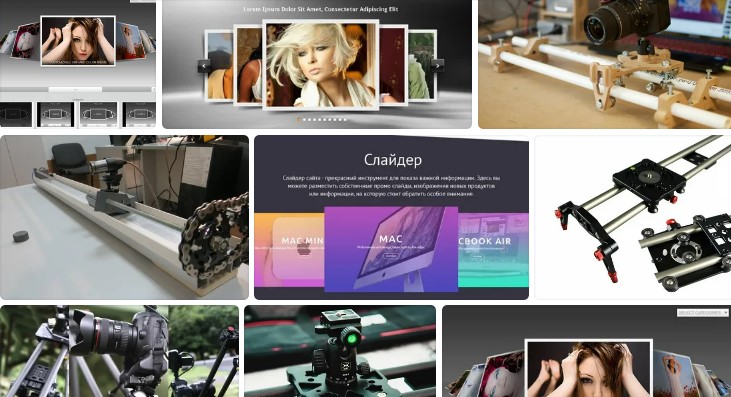 Lorem Ipsum Dolor Sit Amet, Consectetur Adipiscing Elit
Слайдер
Слайдер сайта - прекрасный инструмент для показа важной информации. Здесь вы
можете разместить собственные промо слайды, изображения новых продуктов
или информации, на которую стоит обратить особое внимание.
MAC MIN
MAC
CBOOK AIR
SELECT CATEGORIES